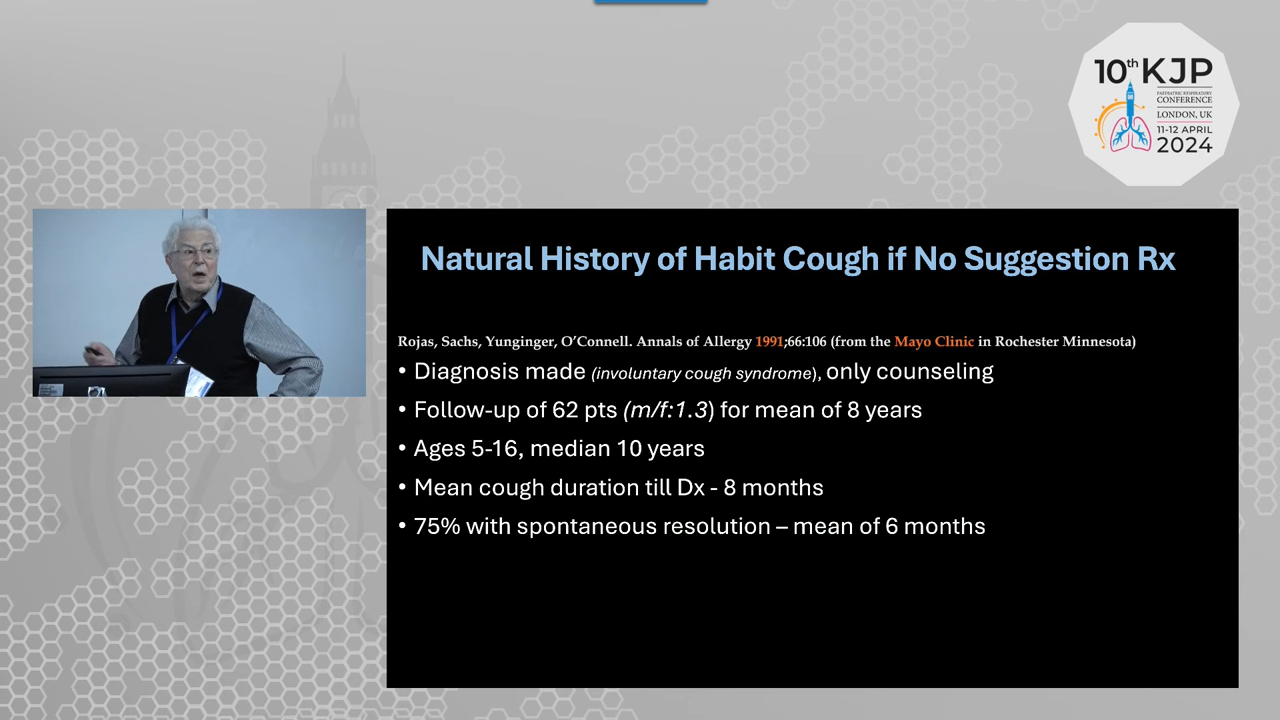 10th KJP
PAEDIATRIC RESPIRATORY
CONFERENCE
LONDON, UK
11-12 APRIL
2024
Natural History of Habit Cough if No Suggestion Rx
Rojas, Sachs, Yunginger, O’Connell. Annals of Allergy 1991;66:106 (from the Mayo Clinic in Rochester Minnesota)
• Diagnosis made (involuntary cough syndrome), only counseling
• Follow-up of 62 pts (m/f:1.3) for mean of 8 years
• Ages 5-16, median 10 years
• Mean cough duration till Dx - 8 months
• 75% with spontaneous resolution – mean of 6 months